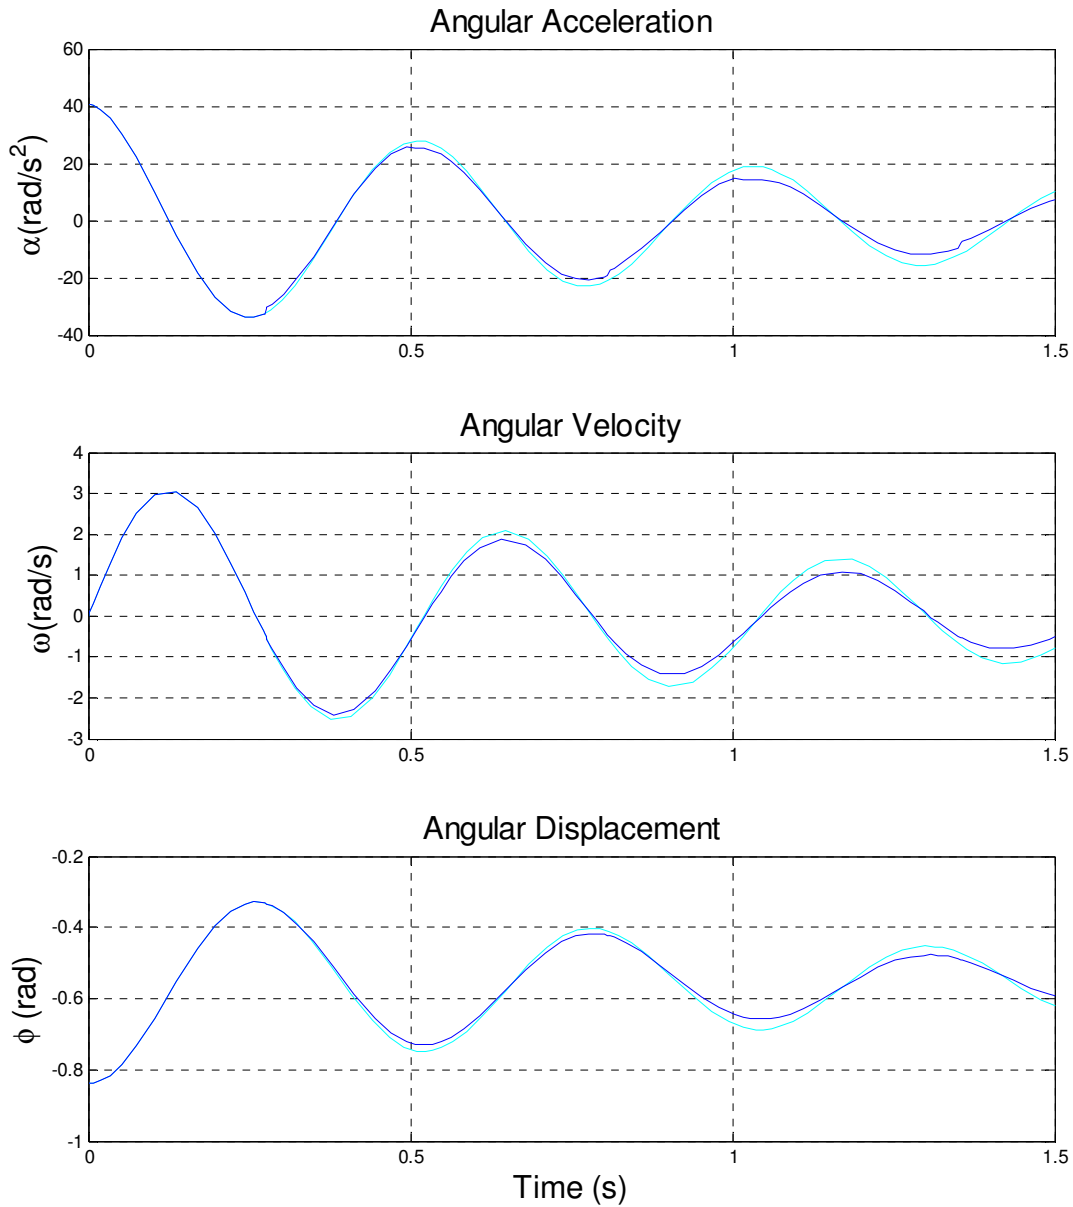 Angular Acceleration
60
40
20
0
-20
-40
α(rad/s²)
0 0.5 1 1.5
Angular Velocity
4
3
2
1
0
-1
-2
-3
ω(rad/s)
0 0.5 1 1.5
Angular Displacement
-0.2
-0.4
-0.6
-0.8
-1
ϕ (rad)
0 0.5 1 1.5
Time (s)